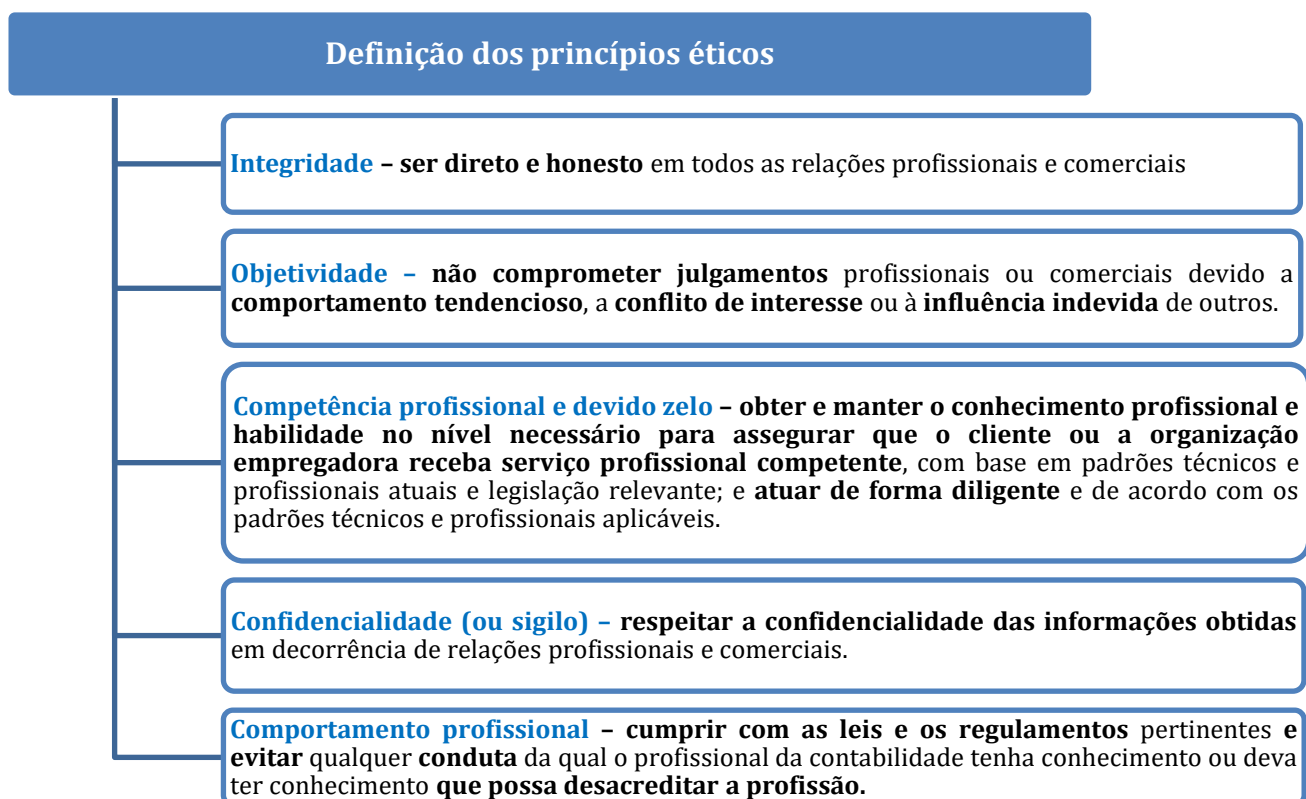 Definição dos princípios éticos
Integridade – ser direto e honesto em todos as relações profissionais e comerciais
Objetividade – não comprometer julgamentos profissionais ou comerciais devido a
comportamento tendencioso, a conflito de interesse ou à influência indevida de outros.
Competência profissional e devido zelo – obter e manter o conhecimento profissional e
habilidade no nível necessário para assegurar que o cliente ou a organização
empregadora receba serviço profissional competente, com base em padrões técnicos e
profissionais atuais e legislação relevante; e atuar de forma diligente e de acordo com os
padrões técnicos e profissionais aplicáveis.
Confidencialidade (ou sigilo) – respeitar a confidencialidade das informações obtidas
em decorrência de relações profissionais e comerciais.
Comportamento profissional – cumprir com as leis e os regulamentos pertinentes e
evitar qualquer conduta da qual o profissional da contabilidade tenha conhecimento ou deva
ter conhecimento que possa desacreditar a profissão.